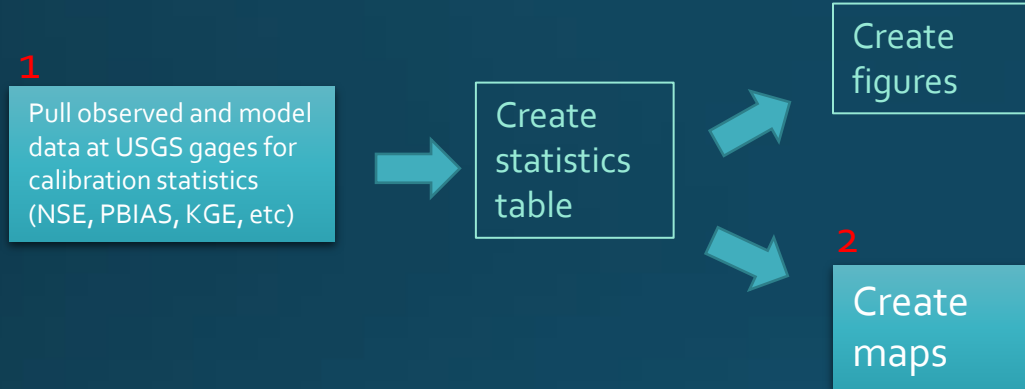 1
Pull observed and model
data at USGS gages for
calibration statistics
(NSE, PBIAS, KGE, etc)
Create
statistics
table
Create
figures
2
Create
maps